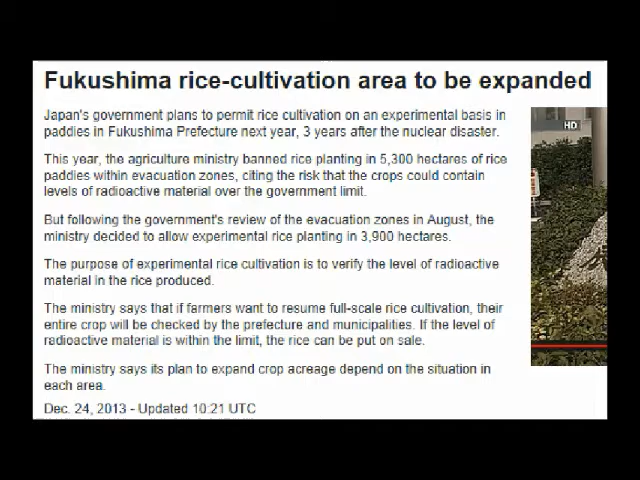 Fukushima rice-cultivation area to be expanded
Japan's government plans to permit rice cultivation on an experimental basis in
paddies in Fukushima Prefecture next year, 3 years after the nuclear disaster.
This year, the agriculture ministry banned rice planting in 5,300 hectares of rice
paddies within evacuation zones, citing the risk that the crops could contain
levels of radioactive material over the government limit.
But following the government's review of the evacuation zones in August, the
ministry decided to allow experimental rice planting in 3,900 hectares.
The purpose of experimental rice cultivation is to verify the level of radioactive
material in the rice produced.
The ministry says that if farmers want to resume full-scale rice cultivation, their
entire crop will be checked by the prefecture and municipalities. If the level of
radioactive material is within the limit, the rice can be put on sale.
The ministry says its plan to expand crop acreage depend on the situation in
each area.
Dec. 24, 2013 - Updated 10:21 UTC
HD